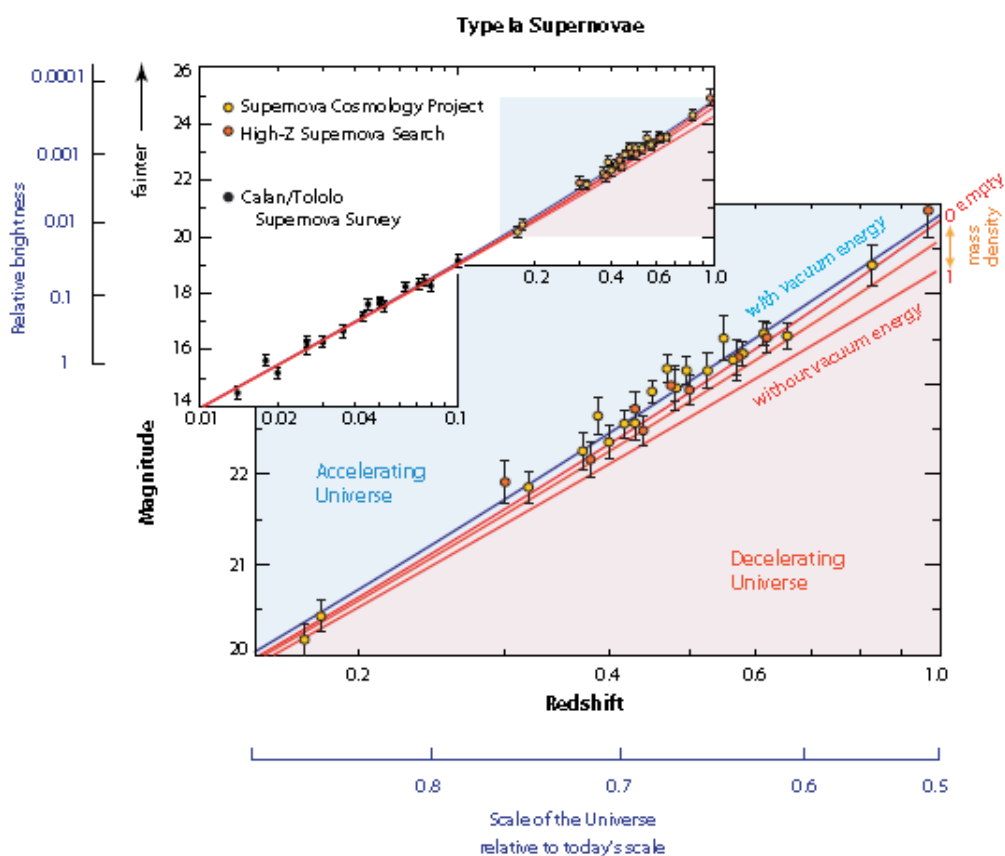 Type Ia Supernovae
0.0001
0.001
0.01
0.1
1
Relative brightness
fainter
26
24
22
20
18
16
14
Supernova Cosmology Project
High-Z Supernova Search
Calan/Tololo
Supernova Survey
0.2
0.4
0.6
1.0
0.01
0.02
0.04
0.1
Magnitude
22
21
20
Accelerating
Universe
with vacuum energy
without vacuum energy
0
empty
mass
density
1
Decelerating
Universe
0.2
0.4
0.6
1.0
Redshift
0.8
0.7
0.6
0.5
Scale of the Universe
relative to today's scale